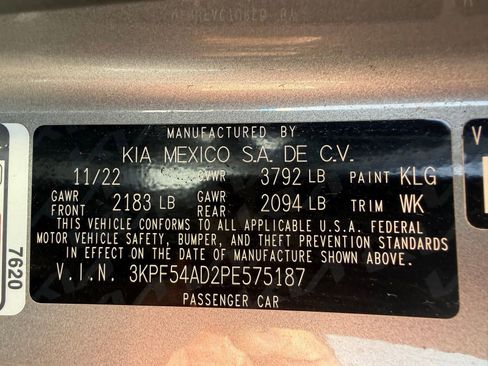 MANUFACTURED BY
KIA MEXICO S.A. DE C.V.
11/22 GVWR 3792 LB PAINT KLG
GAWR FRONT 2183 LB GAWR REAR 2094 LB TRIM WK
THIS VEHICLE CONFORMS TO ALL APPLICABLE U.S.A. FEDERAL
MOTOR VEHICLE SAFETY, BUMPER, AND THEFT PREVENTION STANDARDS
IN EFFECT ON THE DATE OF MANUFACTURE SHOWN ABOVE.
V.I.N. 3KPF54AD2PE575187
PASSENGER CAR
7620
V